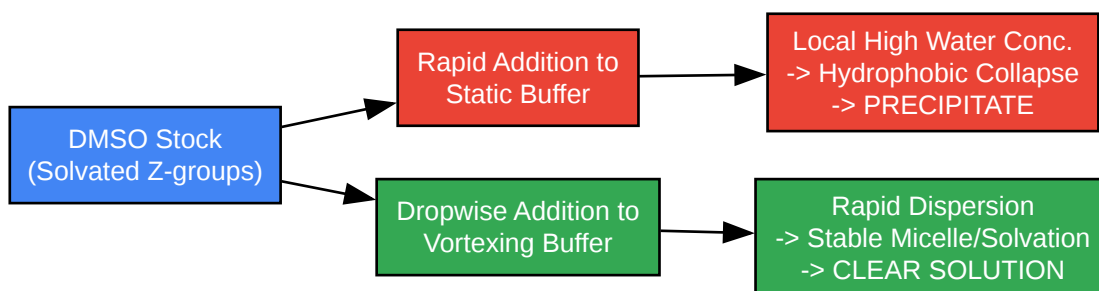 DMSO Stock
(Solvated Z-groups)
Rapid Addition to
Static Buffer
Local High Water Conc.
-> Hydrophobic Collapse
-> PRECIPITATE
Dropwise Addition to
Vortexing Buffer
Rapid Dispersion
-> Stable Micelle/Solvation
-> CLEAR SOLUTION